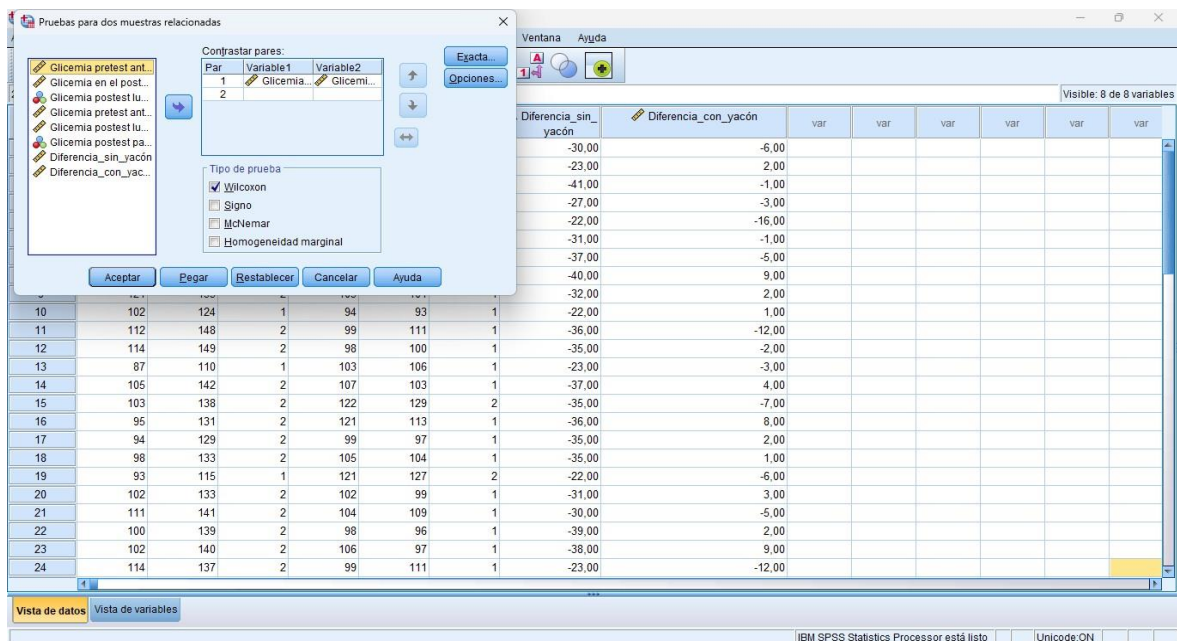 Pruebas para dos muestras relacionadas
Ventana Ayuda
Contrastar pares:
Par Variable1 Variable2
1 Glicemia... Glicemi...
2
Exacta...
Opciones...
Glicemia pretest ant...
Glicemia en el post...
Glicemia postest lu...
Glicemia pretest ant...
Glicemia postest lu...
Glicemia postest pa...
Diferencia_sin_yacón
Diferencia_con_yac...
Tipo de prueba
Wilcoxon
Signo
McNemar
Homogeneidad marginal
Aceptar Pegar Restablecer Cancelar Ayuda
Visible: 8 de 8 variables
Diferencia_sin_
yacón
Diferencia_con_yacón var var var var var
-30,00 -6,00
-23,00 2,00
-41,00 -1,00
-27,00 -3,00
-22,00 -16,00
-31,00 -1,00
-37,00 -5,00
-40,00 9,00
-32,00 2,00
10 102 124 1 94 93 1 -22,00 1,00
11 112 148 2 99 111 1 -36,00 -12,00
12 114 149 2 98 100 1 -35,00 -2,00
13 87 110 1 103 106 1 -23,00 -3,00
14 105 142 2 107 103 1 -37,00 4,00
15 103 138 2 122 129 2 -35,00 -7,00
16 95 131 2 121 113 1 -36,00 8,00
17 94 129 2 99 97 1 -35,00 2,00
18 98 133 2 105 104 1 -35,00 1,00
19 93 115 1 121 127 2 -22,00 -6,00
20 102 133 2 102 99 1 -31,00 3,00
21 111 141 2 104 109 1 -30,00 -5,00
22 100 139 2 98 96 1 -39,00 2,00
23 102 140 2 106 97 1 -38,00 9,00
24 114 137 2 99 111 1 -23,00 -12,00
Vista de datos Vista de variables
IBM SPSS Statistics Processor está listo Unicode:ON